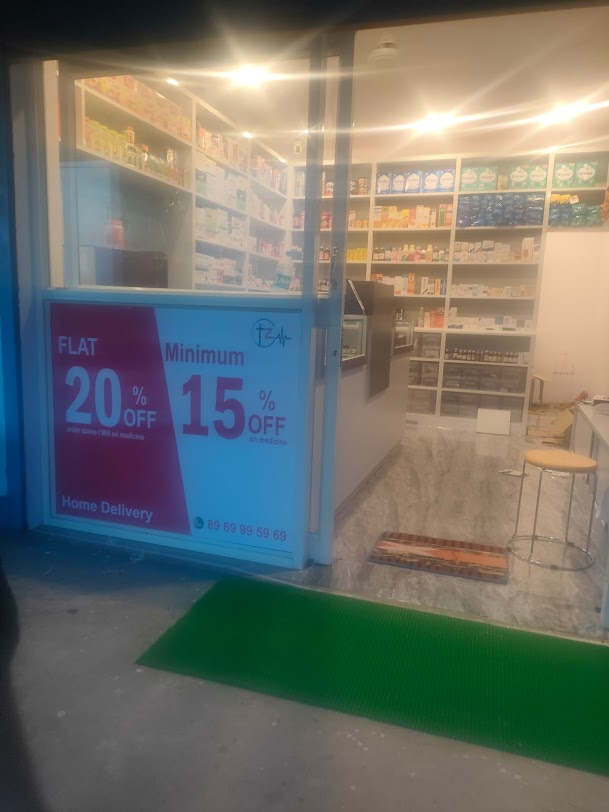 FLAT
20 % OFF
Minimum
15 % OFF
on medicine
Home Delivery
89 69 99 59 69